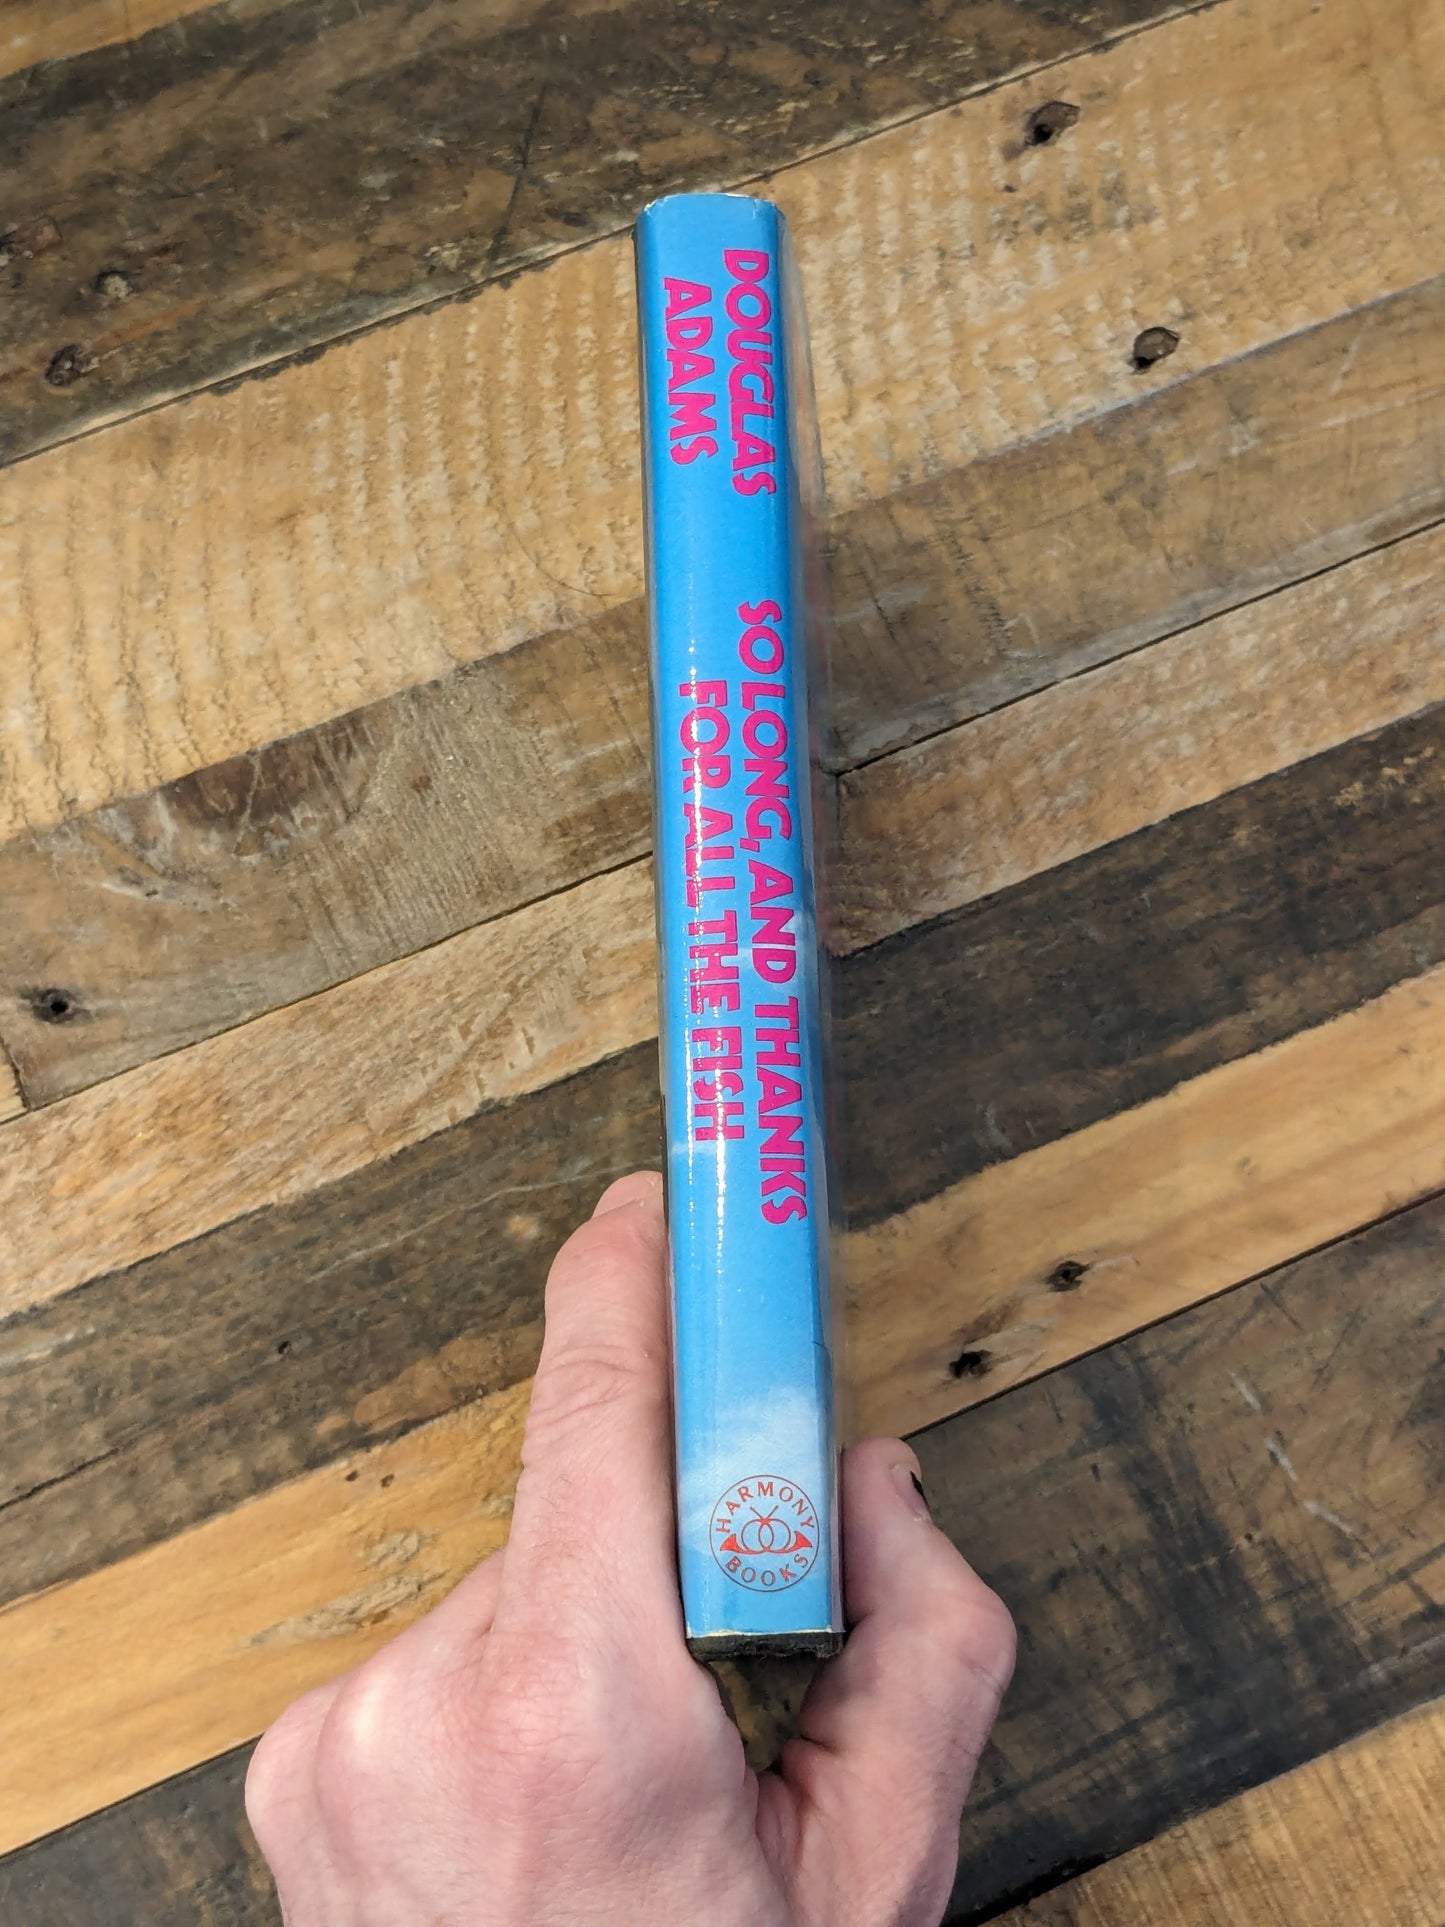 DOUGLAS
ADAMS
SO LONG, AND THANKS
FOR ALL THE FISH
HARMONY
BOOKS